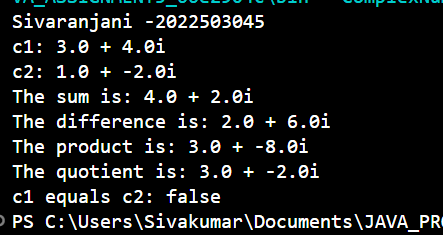 Sivaranjani -2022503045
c1: 3.0 + 4.0i
c2: 1.0 + -2.0i
The sum is: 4.0 + 2.0i
The difference is: 2.0 + 6.0i
The product is: 3.0 + -8.0i
The quotient is: 3.0 + -2.0i
c1 equals c2: false
PS C:\Users\Sivakumar\Documents\JAVA_PR